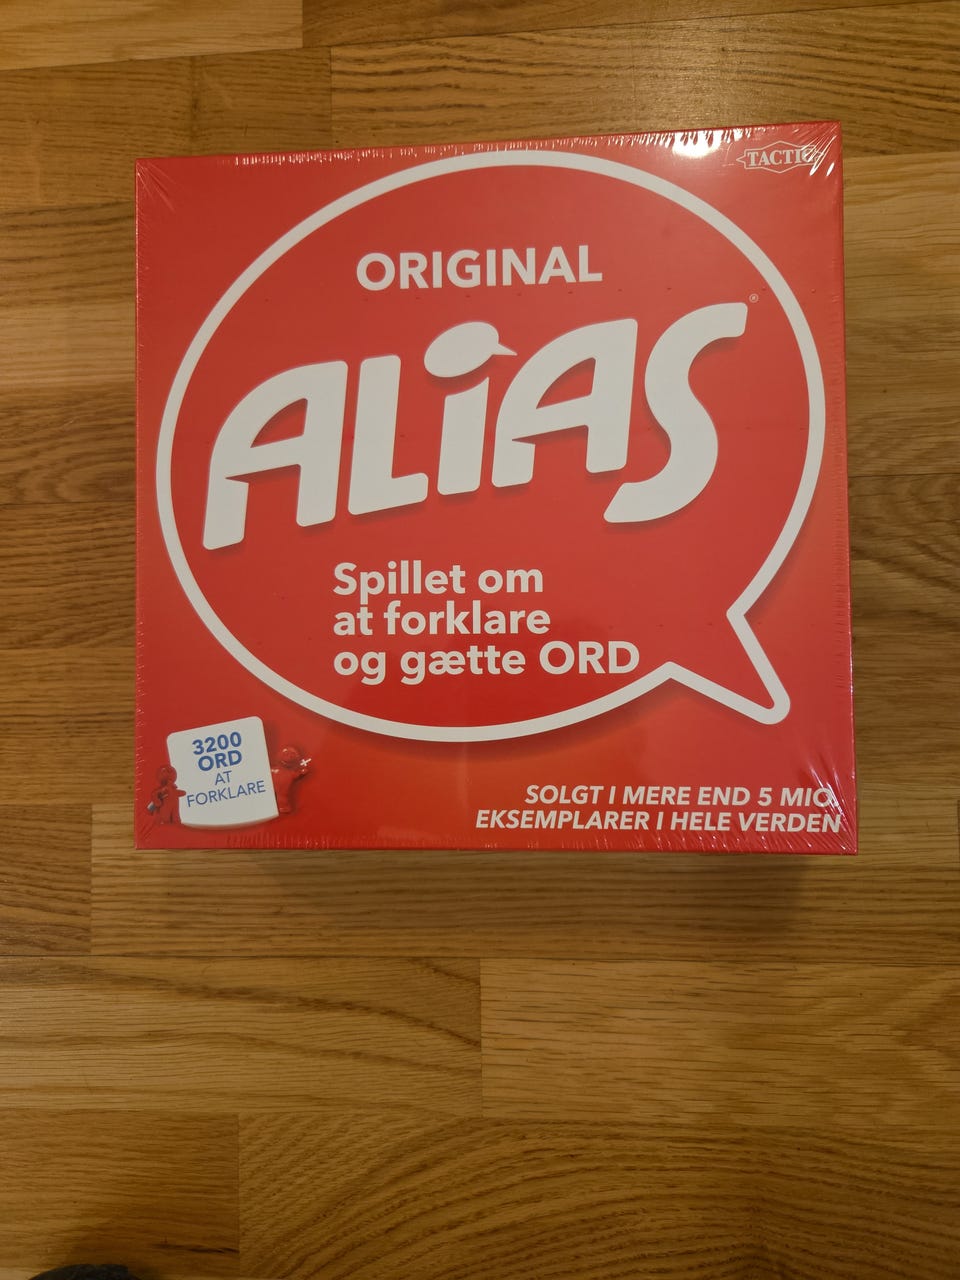 TACTIC
ORIGINAL
ALiAS®
Spillet om
at forklare
og gætte ORD
3200
ORD
AT
FORKLARE
SOLGT I MERE END 5 MIO.
EKSEMPLARER I HELE VERDEN